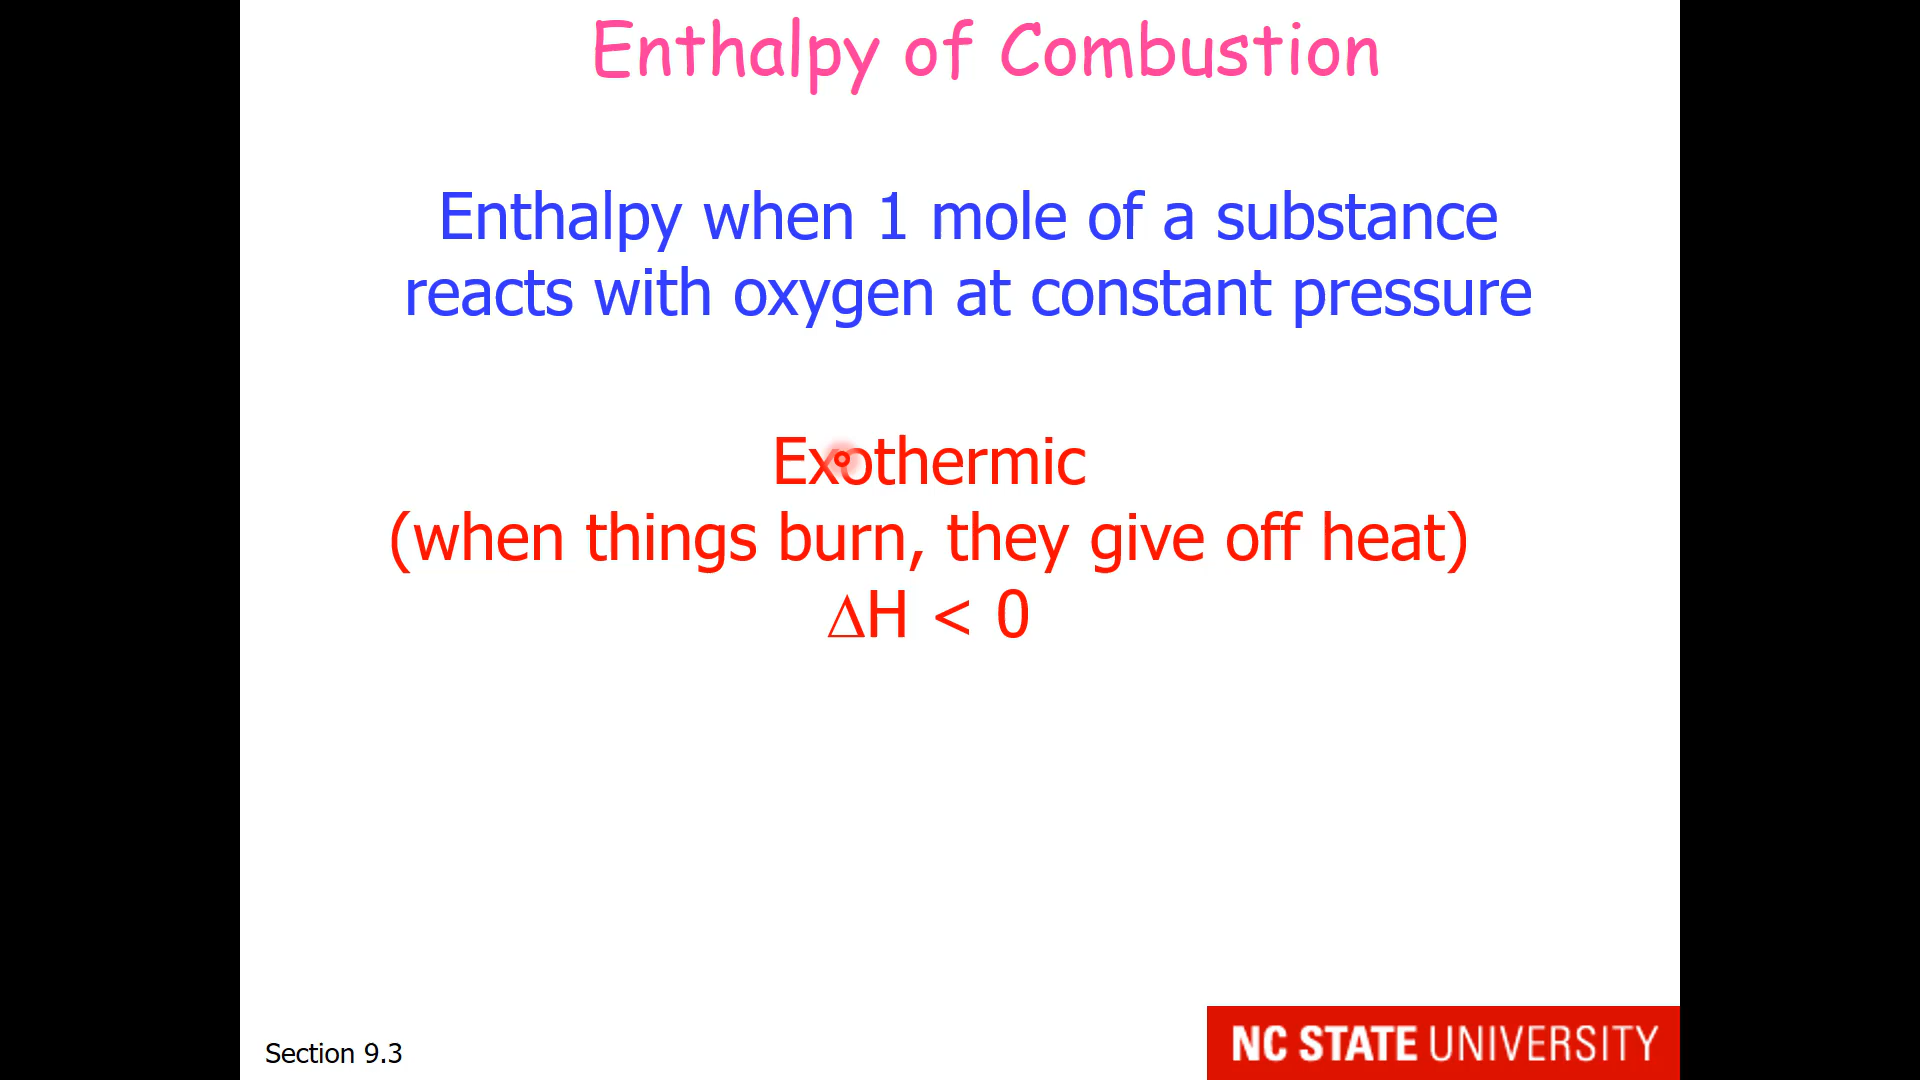 Enthalpy of Combustion
Enthalpy when 1 mole of a substance
reacts with oxygen at constant pressure
Exothermic
(when things burn, they give off heat)
ΔH < 0
Section 9.3
NC STATE UNIVERSITY